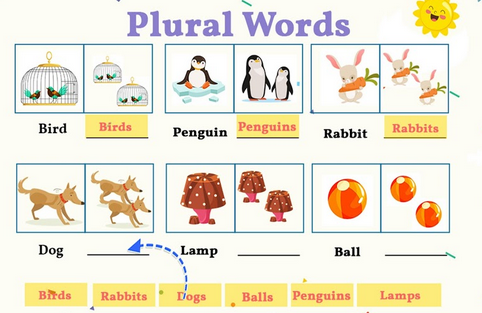 Plural Words
Bird Birds Penguin Penguins Rabbit Rabbits
Dog Lamp Ball
Birds Rabbits Dogs Balls Penguins Lamps